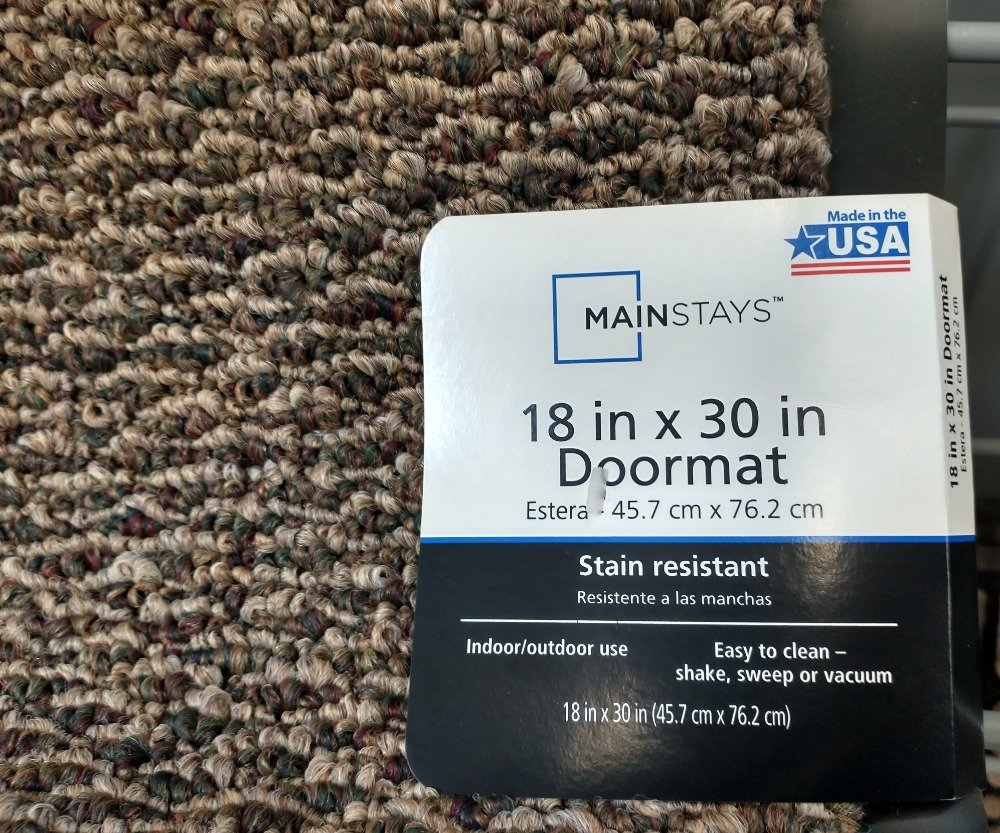 Made in the
USA
MAINSTAYS™
18 in x 30 in
Doormat
Estera - 45.7 cm x 76.2 cm
Stain resistant
Resistente a las manchas
Indoor/outdoor use
Easy to clean –
shake, sweep or vacuum
18 in x 30 in (45.7 cm x 76.2 cm)
18 in x 30 in Doormat
Estera - 45.7 cm x 76.2 cm